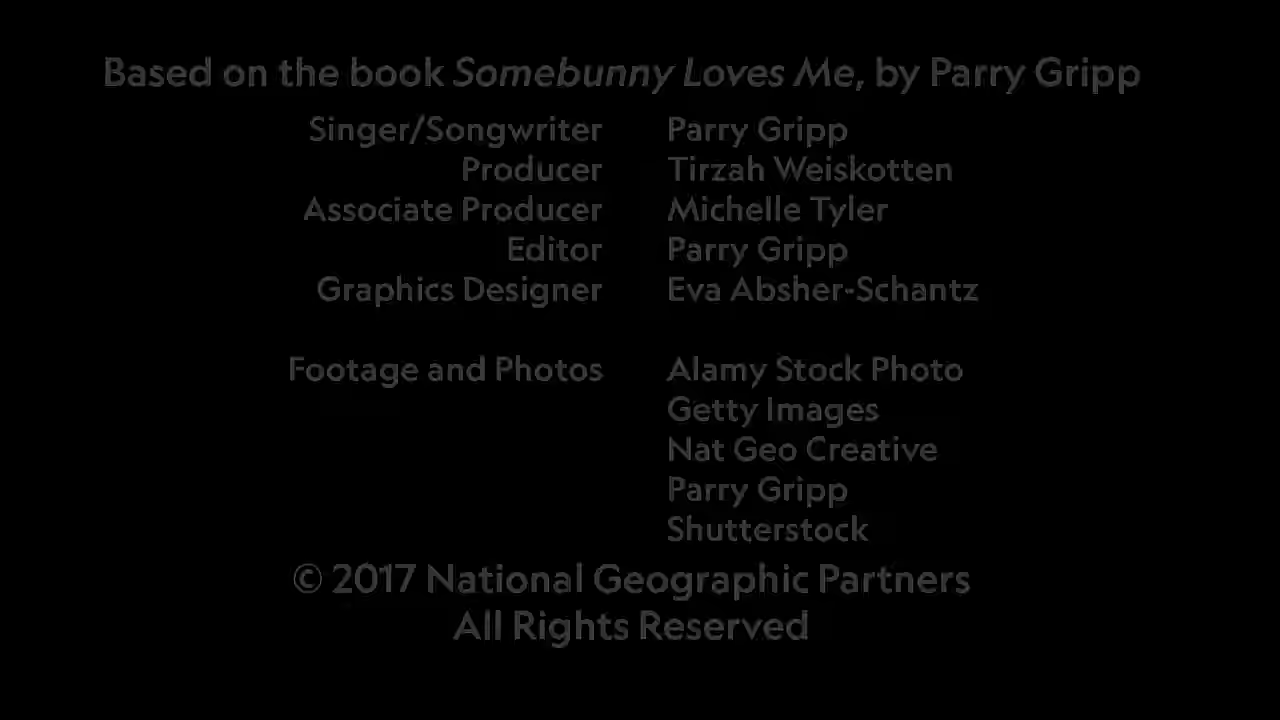 Based on the book Somebunny Loves Me, by Parry Gripp
Singer/Songwriter Parry Gripp
Producer Tirzah Weiskotten
Associate Producer Michelle Tyler
Editor Parry Gripp
Graphics Designer Eva Absher-Schantz
Footage and Photos Alamy Stock Photo
Getty Images
Nat Geo Creative
Parry Gripp
Shutterstock
© 2017 National Geographic Partners
All Rights Reserved